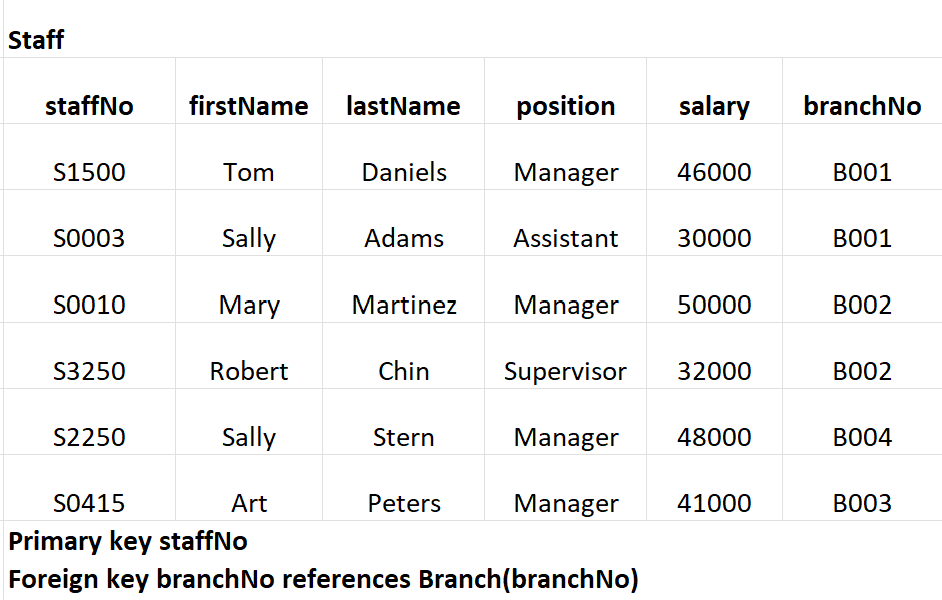 Staff
staffNo firstName lastName position salary branchNo
S1500 Tom Daniels Manager 46000 B001
S0003 Sally Adams Assistant 30000 B001
S0010 Mary Martinez Manager 50000 B002
S3250 Robert Chin Supervisor 32000 B002
S2250 Sally Stern Manager 48000 B004
S0415 Art Peters Manager 41000 B003
Primary key staffNo
Foreign key branchNo references Branch(branchNo)